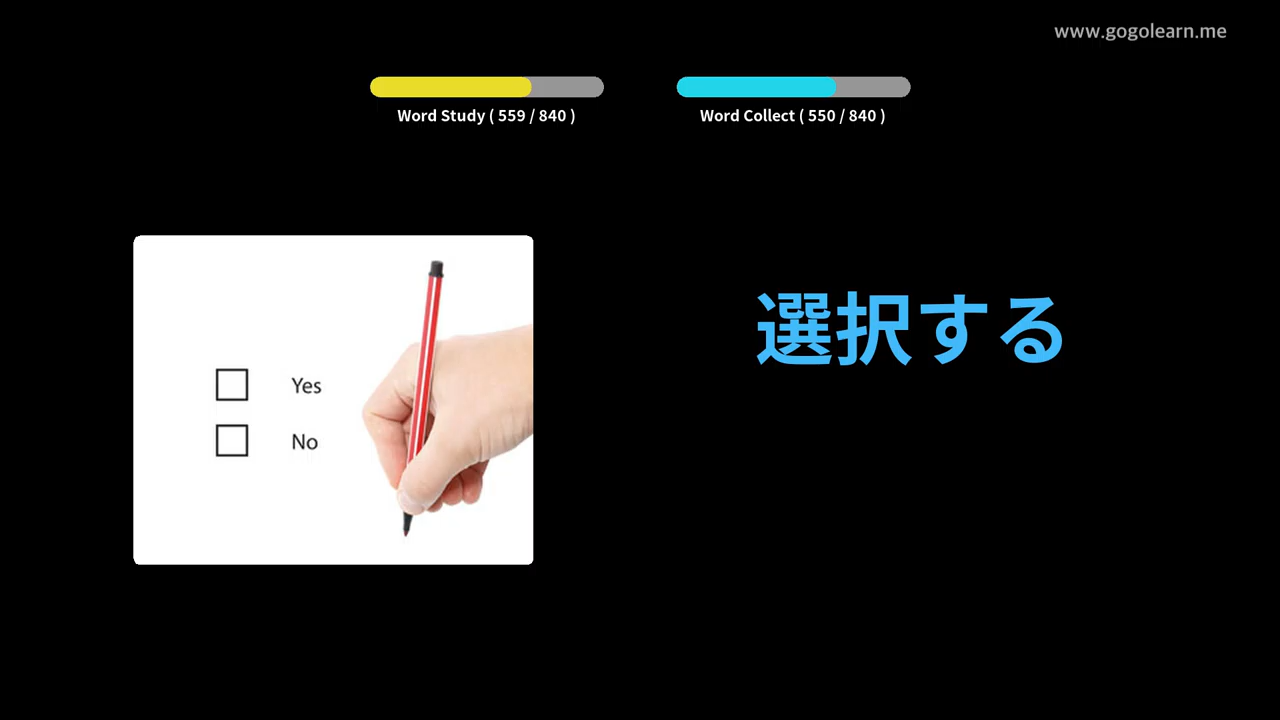 www.gogolearn.me
Word Study ( 559 / 840 )
Word Collect ( 550 / 840 )
選択する
Yes
No